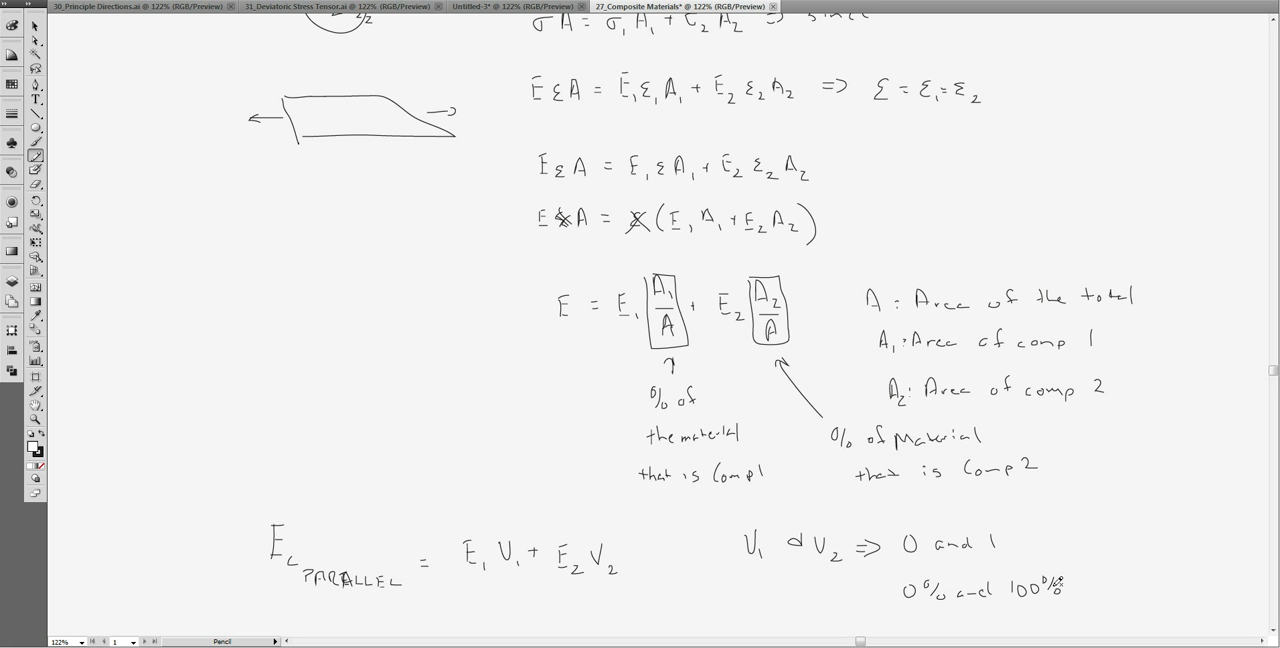 30_Principle Directions.ai @ 122% (RGB/Preview) 31_Deviatoric Stress Tensor.ai @ 122% (RGB/Preview) Untitled-3* @ 122% (RGB/Preview) 27_Composite Materials* @ 122% (RGB/Preview)
σA = σ₁A₁ + σ₂A₂ ⇒ since
EεA = E₁ε₁A₁ + E₂ε₂A₂ ⇒ ε = ε₁ = ε₂
EεA = E₁εA₁ + E₂ε₂A₂
EεA = ε(E₁A₁ + E₂A₂)
E = E₁ A₁/A + E₂ A₂/A
A : Area of the total
A₁: Area of comp 1
A₂: Area of comp 2
% of
the material
that is Comp 1
% of Material
that is Comp 2
E_c PARALLEL = E₁V₁ + E₂V₂
V₁ & V₂ ⇒ 0 and 1
0% and 100%
122% 1 Pencil